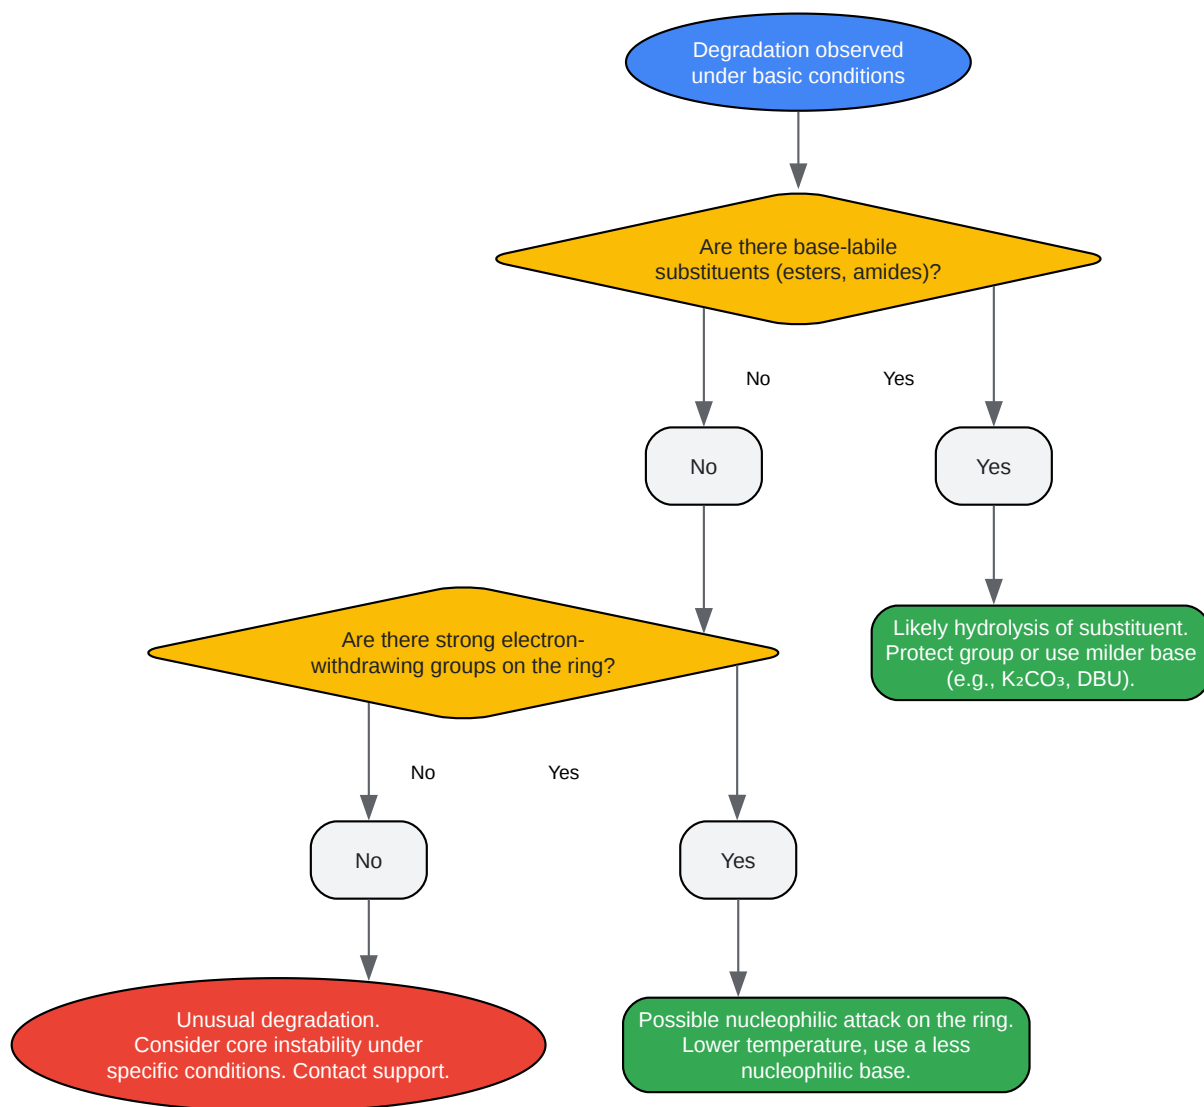 Degradation observed
under basic conditions
Are there base-labile
substituents (esters, amides)?
No
Yes
No
Yes
Likely hydrolysis of substituent.
Protect group or use milder base
(e.g., K₂CO₃, DBU).
Are there strong electron-
withdrawing groups on the ring?
No
Yes
No
Yes
Unusual degradation.
Consider core instability under
specific conditions. Contact support.
Possible nucleophilic attack on the ring.
Lower temperature, use a less
nucleophilic base.